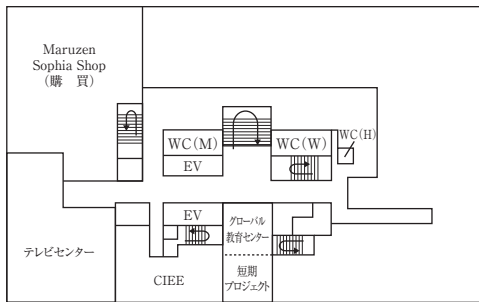 Maruzen
Sophia Shop
(購 買)
WC(M)
EV
WC(W)
WC(H)
EV
グローバル
教育センター
短期
プロジェクト
テレビセンター
CIEE